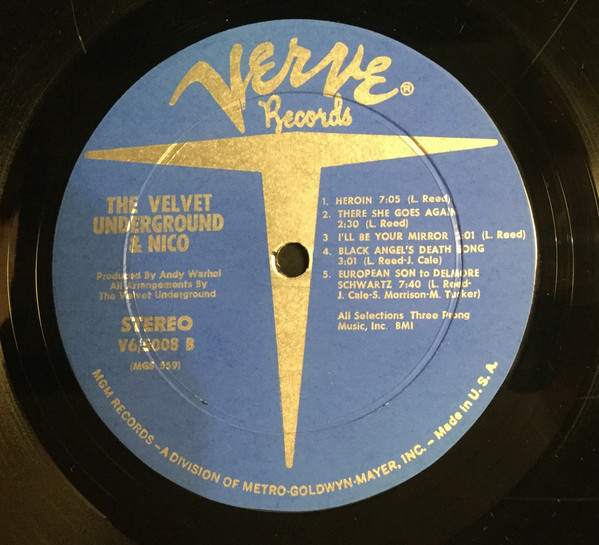 VERVE®
Records
THE VELVET
UNDERGROUND
& NICO
Produced By Andy Warhol
All Arrangements By
The Velvet Underground
STEREO
V6/5008 B
(MGS 559)
1. HEROIN 7:05 (L. Reed)
2. THERE SHE GOES AGAIN
2:30 (L. Reed)
3 I'LL BE YOUR MIRROR :01 (L. Reed)
4. BLACK ANGEL'S DEATH SONG
3:01 (L. Reed-J. Cale)
5. EUROPEAN SON to DELMORE
SCHWARTZ 7:40 (L. Reed-
J. Cale-S. Morrison-M. Tucker)
All Selections Three Prong
Music, Inc. BMI
MGM RECORDS – A DIVISION OF METRO-GOLDWYN-MAYER, INC. – Made in U. S. A.